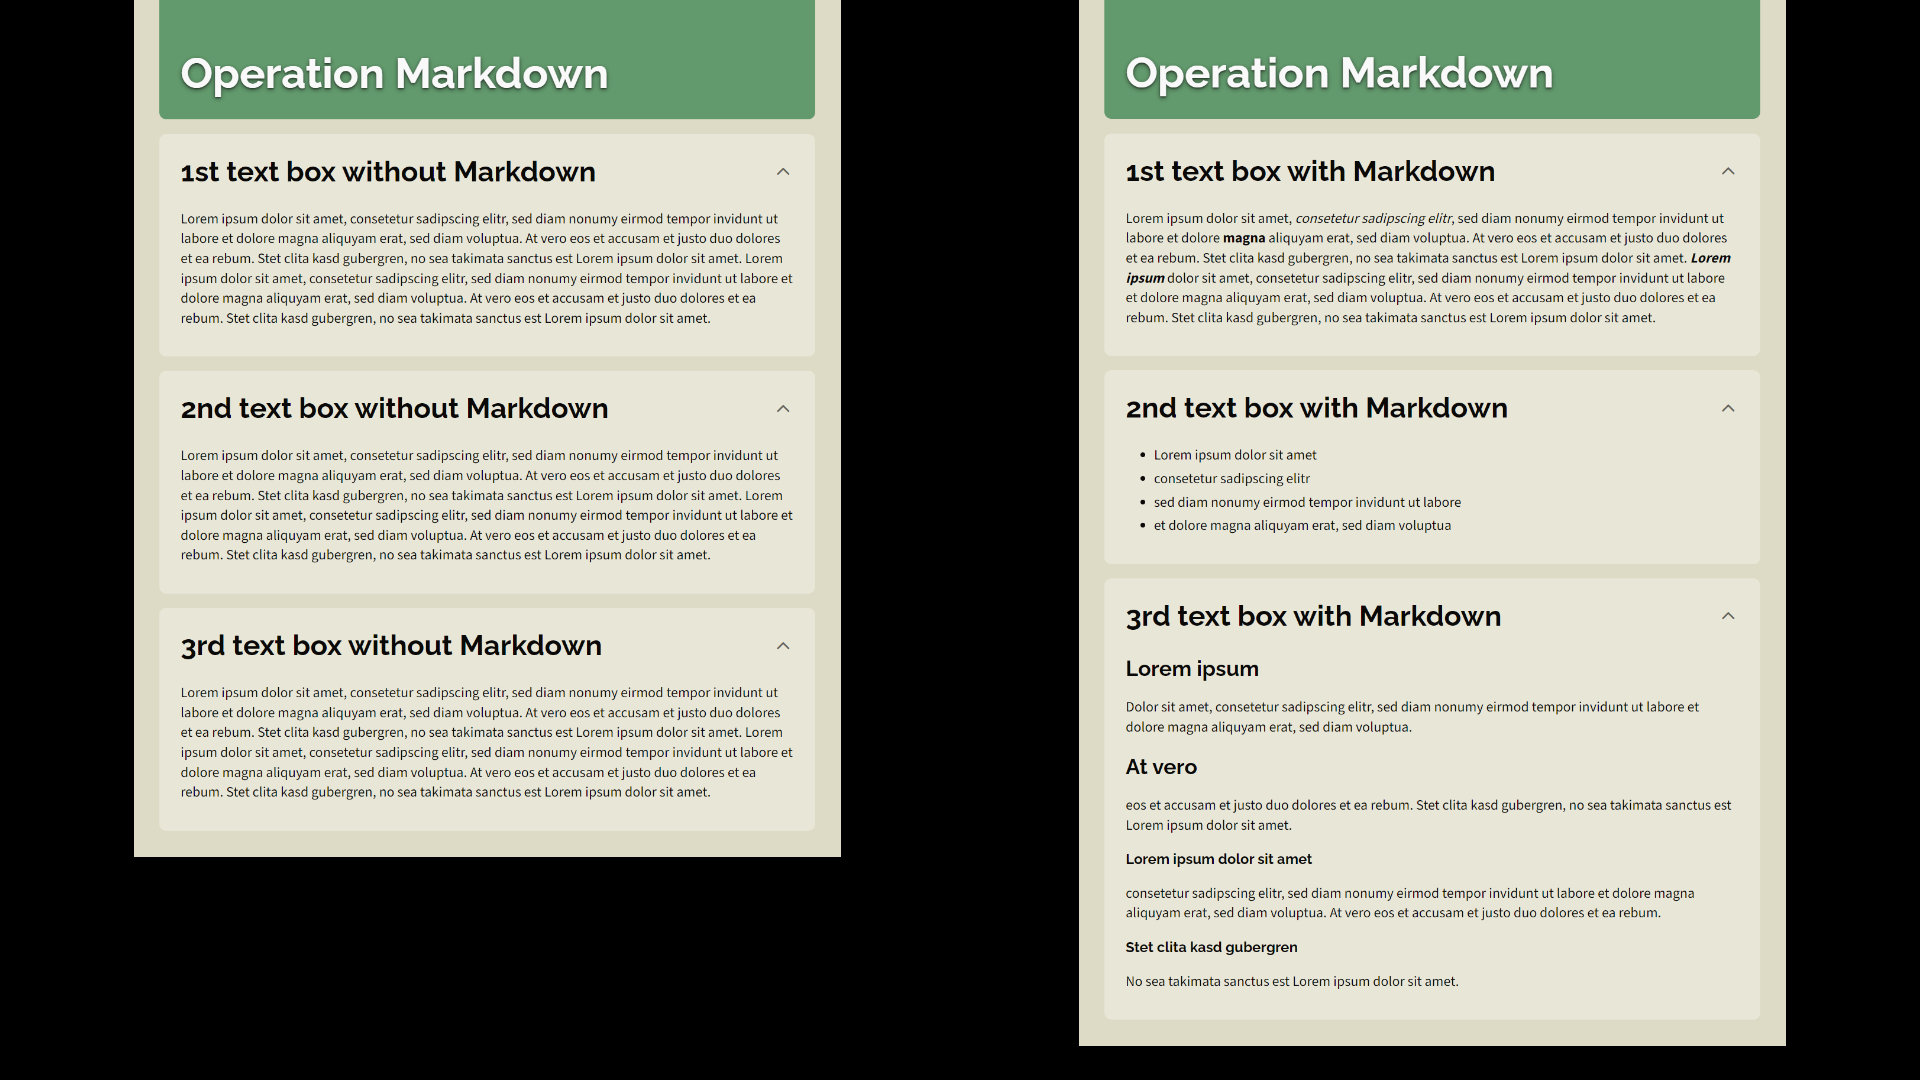 Operation Markdown
1st text box without Markdown
Lorem ipsum dolor sit amet, consetetur sadipscing elitr, sed diam nonumy eirmod tempor invidunt ut
labore et dolore magna aliquyam erat, sed diam voluptua. At vero eos et accusam et justo duo dolores
et ea rebum. Stet clita kasd gubergren, no sea takimata sanctus est Lorem ipsum dolor sit amet. Lorem
ipsum dolor sit amet, consetetur sadipscing elitr, sed diam nonumy eirmod tempor invidunt ut labore et
dolore magna aliquyam erat, sed diam voluptua. At vero eos et accusam et justo duo dolores et ea
rebum. Stet clita kasd gubergren, no sea takimata sanctus est Lorem ipsum dolor sit amet.
2nd text box without Markdown
Lorem ipsum dolor sit amet, consetetur sadipscing elitr, sed diam nonumy eirmod tempor invidunt ut
labore et dolore magna aliquyam erat, sed diam voluptua. At vero eos et accusam et justo duo dolores
et ea rebum. Stet clita kasd gubergren, no sea takimata sanctus est Lorem ipsum dolor sit amet. Lorem
ipsum dolor sit amet, consetetur sadipscing elitr, sed diam nonumy eirmod tempor invidunt ut labore et
dolore magna aliquyam erat, sed diam voluptua. At vero eos et accusam et justo duo dolores et ea
rebum. Stet clita kasd gubergren, no sea takimata sanctus est Lorem ipsum dolor sit amet.
3rd text box without Markdown
Lorem ipsum dolor sit amet, consetetur sadipscing elitr, sed diam nonumy eirmod tempor invidunt ut
labore et dolore magna aliquyam erat, sed diam voluptua. At vero eos et accusam et justo duo dolores
et ea rebum. Stet clita kasd gubergren, no sea takimata sanctus est Lorem ipsum dolor sit amet. Lorem
ipsum dolor sit amet, consetetur sadipscing elitr, sed diam nonumy eirmod tempor invidunt ut labore et
dolore magna aliquyam erat, sed diam voluptua. At vero eos et accusam et justo duo dolores et ea
rebum. Stet clita kasd gubergren, no sea takimata sanctus est Lorem ipsum dolor sit amet.
Operation Markdown
1st text box with Markdown
Lorem ipsum dolor sit amet, consetetur sadipscing elitr, sed diam nonumy eirmod tempor invidunt ut
labore et dolore magna aliquyam erat, sed diam voluptua. At vero eos et accusam et justo duo dolores
et ea rebum. Stet clita kasd gubergren, no sea takimata sanctus est Lorem ipsum dolor sit amet. Lorem
ipsum dolor sit amet, consetetur sadipscing elitr, sed diam nonumy eirmod tempor invidunt ut labore
et dolore magna aliquyam erat, sed diam voluptua. At vero eos et accusam et justo duo dolores et ea
rebum. Stet clita kasd gubergren, no sea takimata sanctus est Lorem ipsum dolor sit amet.
2nd text box with Markdown
• Lorem ipsum dolor sit amet
• consetetur sadipscing elitr
• sed diam nonumy eirmod tempor invidunt ut labore
• et dolore magna aliquyam erat, sed diam voluptua
3rd text box with Markdown
Lorem ipsum
Dolor sit amet, consetetur sadipscing elitr, sed diam nonumy eirmod tempor invidunt ut labore et
dolore magna aliquyam erat, sed diam voluptua.
At vero
eos et accusam et justo duo dolores et ea rebum. Stet clita kasd gubergren, no sea takimata sanctus est
Lorem ipsum dolor sit amet.
Lorem ipsum dolor sit amet
consetetur sadipscing elitr, sed diam nonumy eirmod tempor invidunt ut labore et dolore magna
aliquyam erat, sed diam voluptua. At vero eos et accusam et justo duo dolores et ea rebum.
Stet clita kasd gubergren
No sea takimata sanctus est Lorem ipsum dolor sit amet.